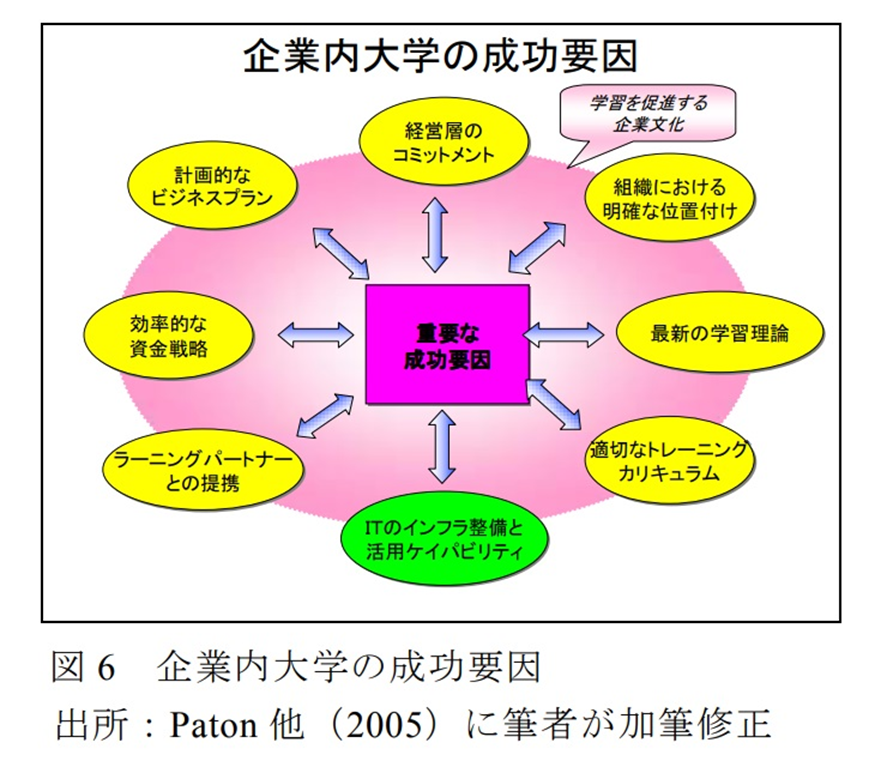 企業内大学の成功要因
学習を促進する
企業文化
経営層の
コミットメント
計画的な
ビジネスプラン
組織における
明確な位置付け
効率的な
資金戦略
重要な
成功要因
最新の学習理論
ラーニングパートナー
との提携
適切なトレーニング
カリキュラム
ITのインフラ整備と
活用ケイパビリティ
図 6　企業内大学の成功要因
出所：Paton 他（2005）に筆者が加筆修正